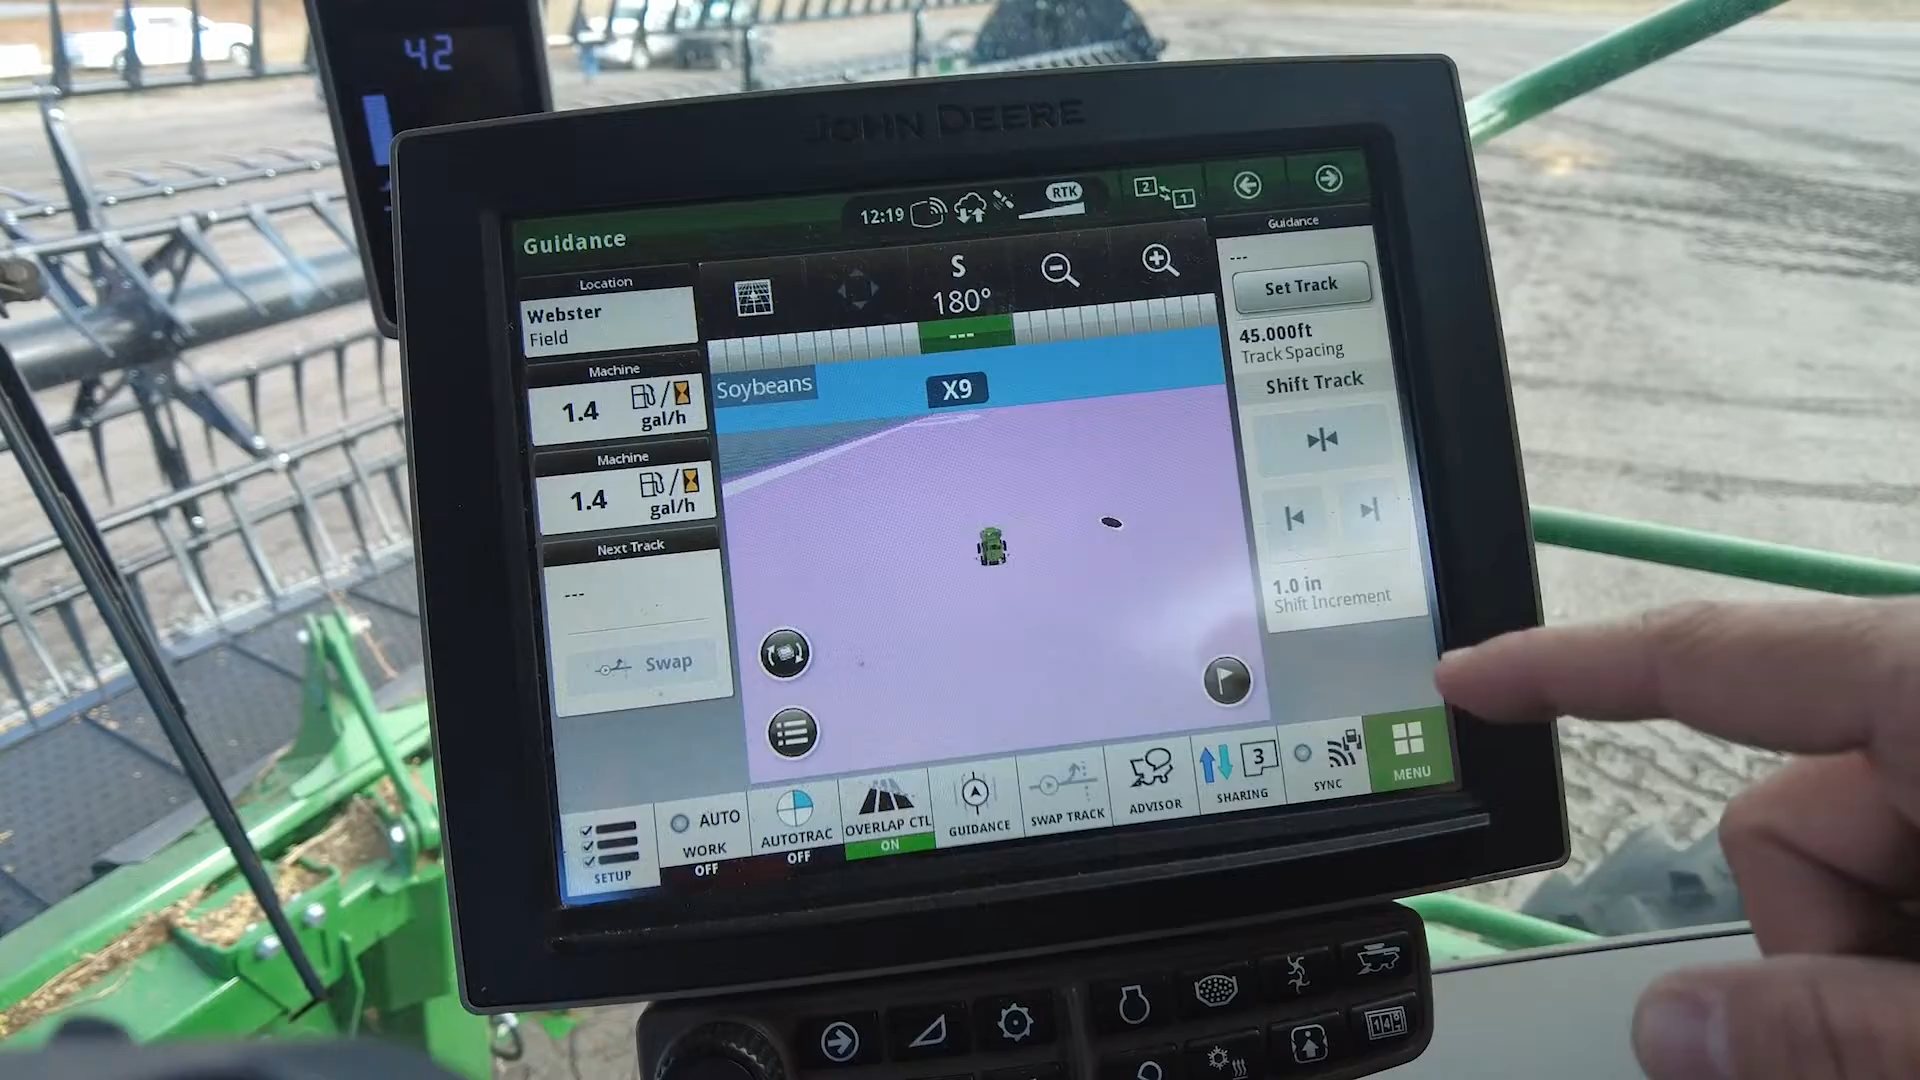 42
JOHN DEERE
12:19
RTK
2
1
Guidance
Location
Webster
Field
Machine
1.4
gal/h
Machine
1.4
gal/h
Next Track
---
Swap
S
180°
---
Soybeans
X9
Guidance
---
Set Track
45.000ft
Track Spacing
Shift Track
1.0 in
Shift Increment
SETUP
AUTO
WORK
OFF
AUTOTRAC
OFF
OVERLAP CTL
ON
GUIDANCE
SWAP TRACK
ADVISOR
3
SHARING
SYNC
MENU